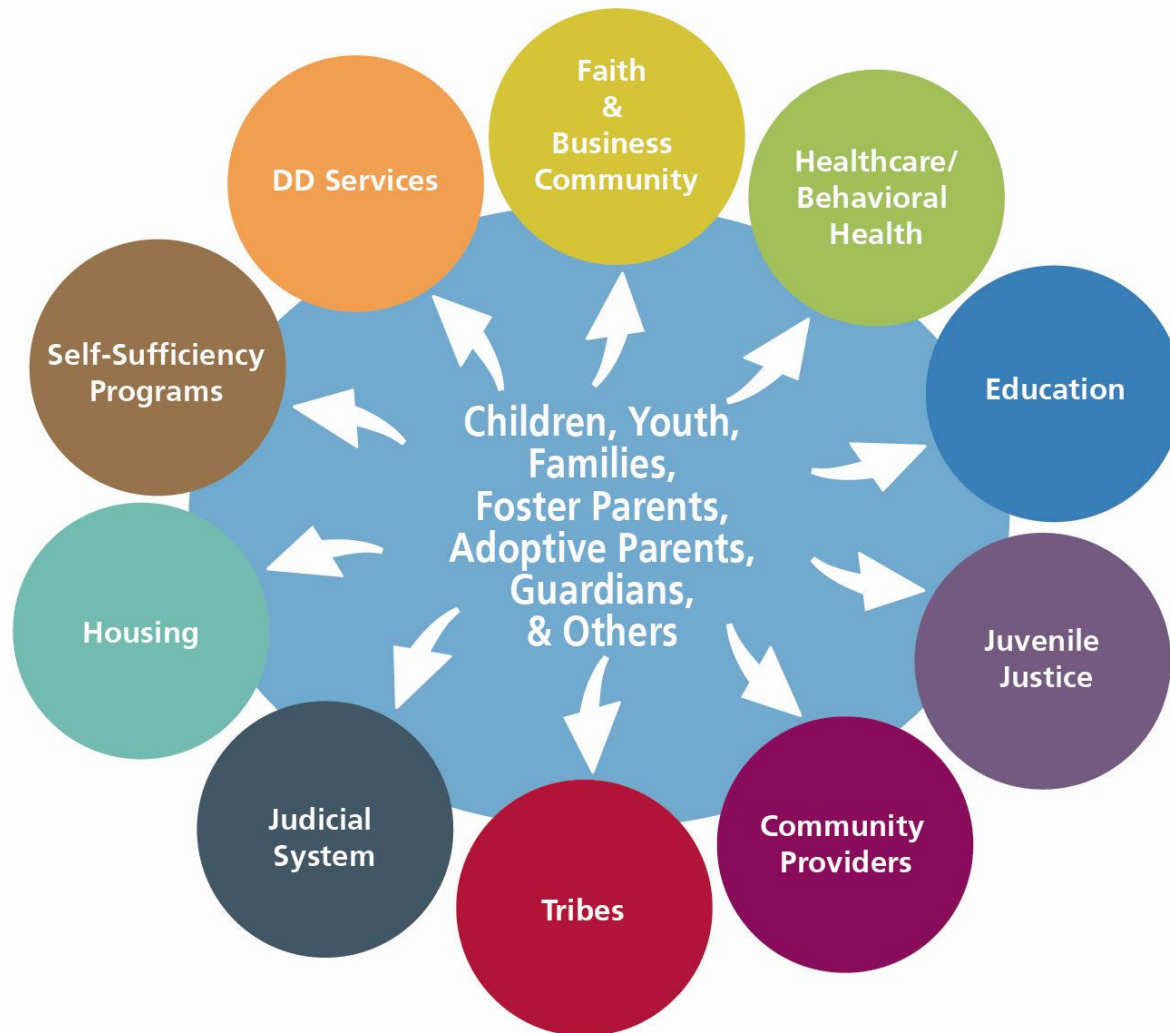 Faith
&
Business
Community
Healthcare/
Behavioral
Health
Education
Juvenile
Justice
Community
Providers
Tribes
Judicial
System
Housing
Self-Sufficiency
Programs
DD Services
Children, Youth,
Families,
Foster Parents,
Adoptive Parents,
Guardians,
& Others